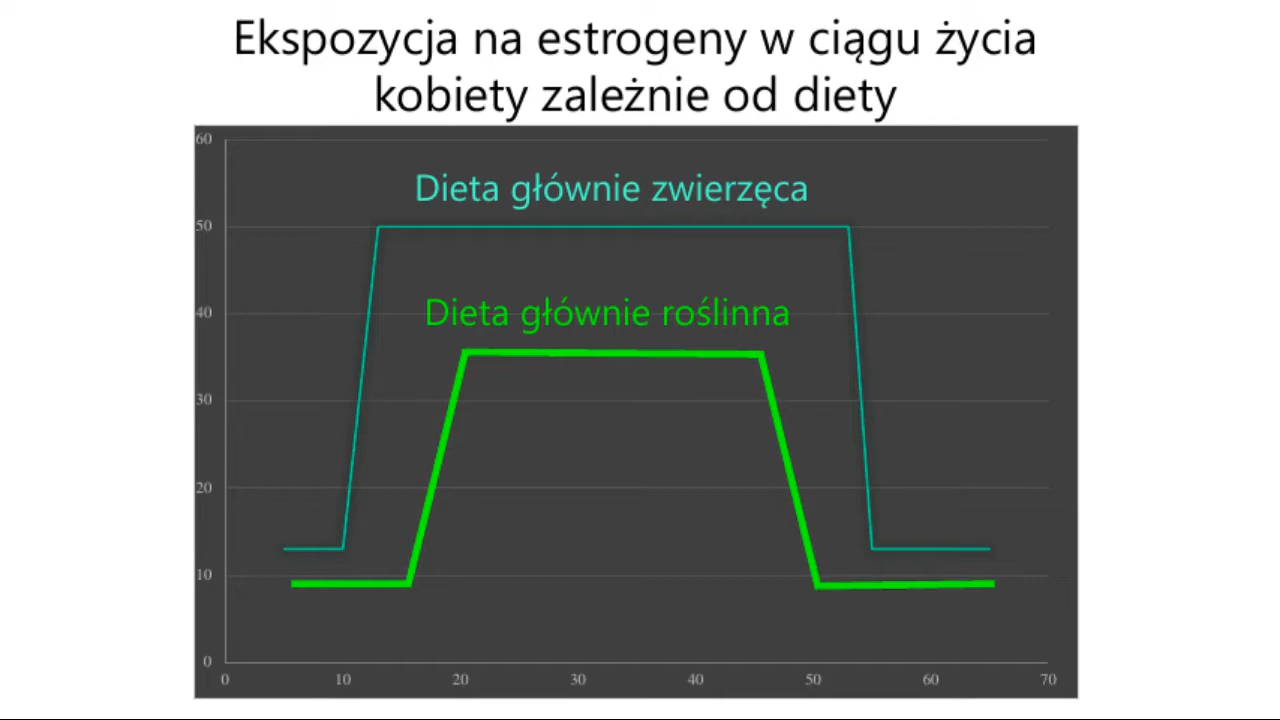 Ekspozycja na estrogeny w ciągu życia
kobiety zależnie od diety
60
Dieta głównie zwierzęca
50
Dieta głównie roślinna
40
30
20
10
0
0 10 20 30 40 50 60 70